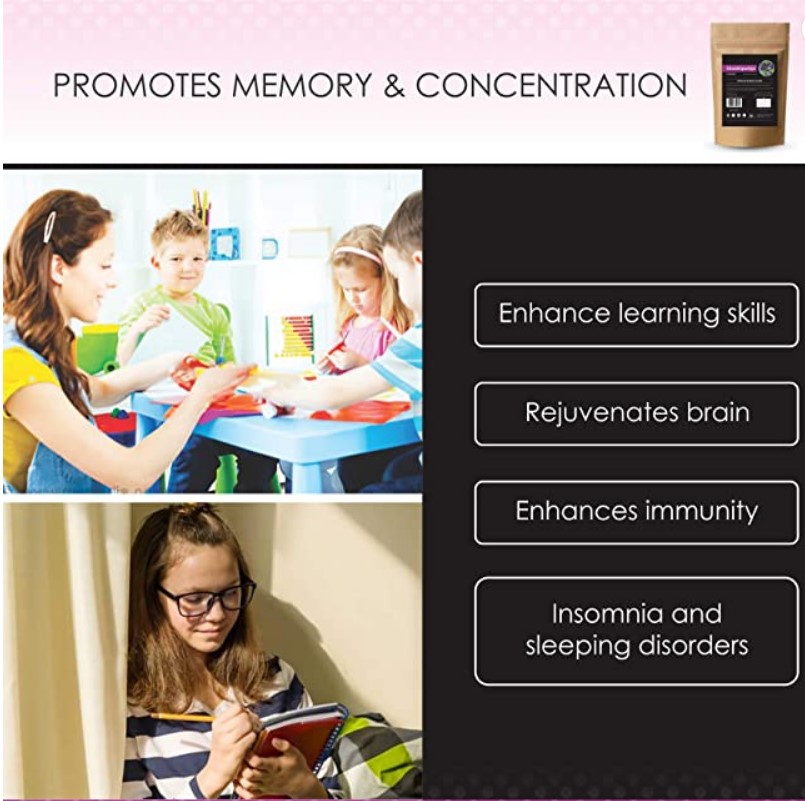 PROMOTES MEMORY & CONCENTRATION
Enhance learning skills
Rejuvenates brain
Enhances immunity
Insomnia and
sleeping disorders